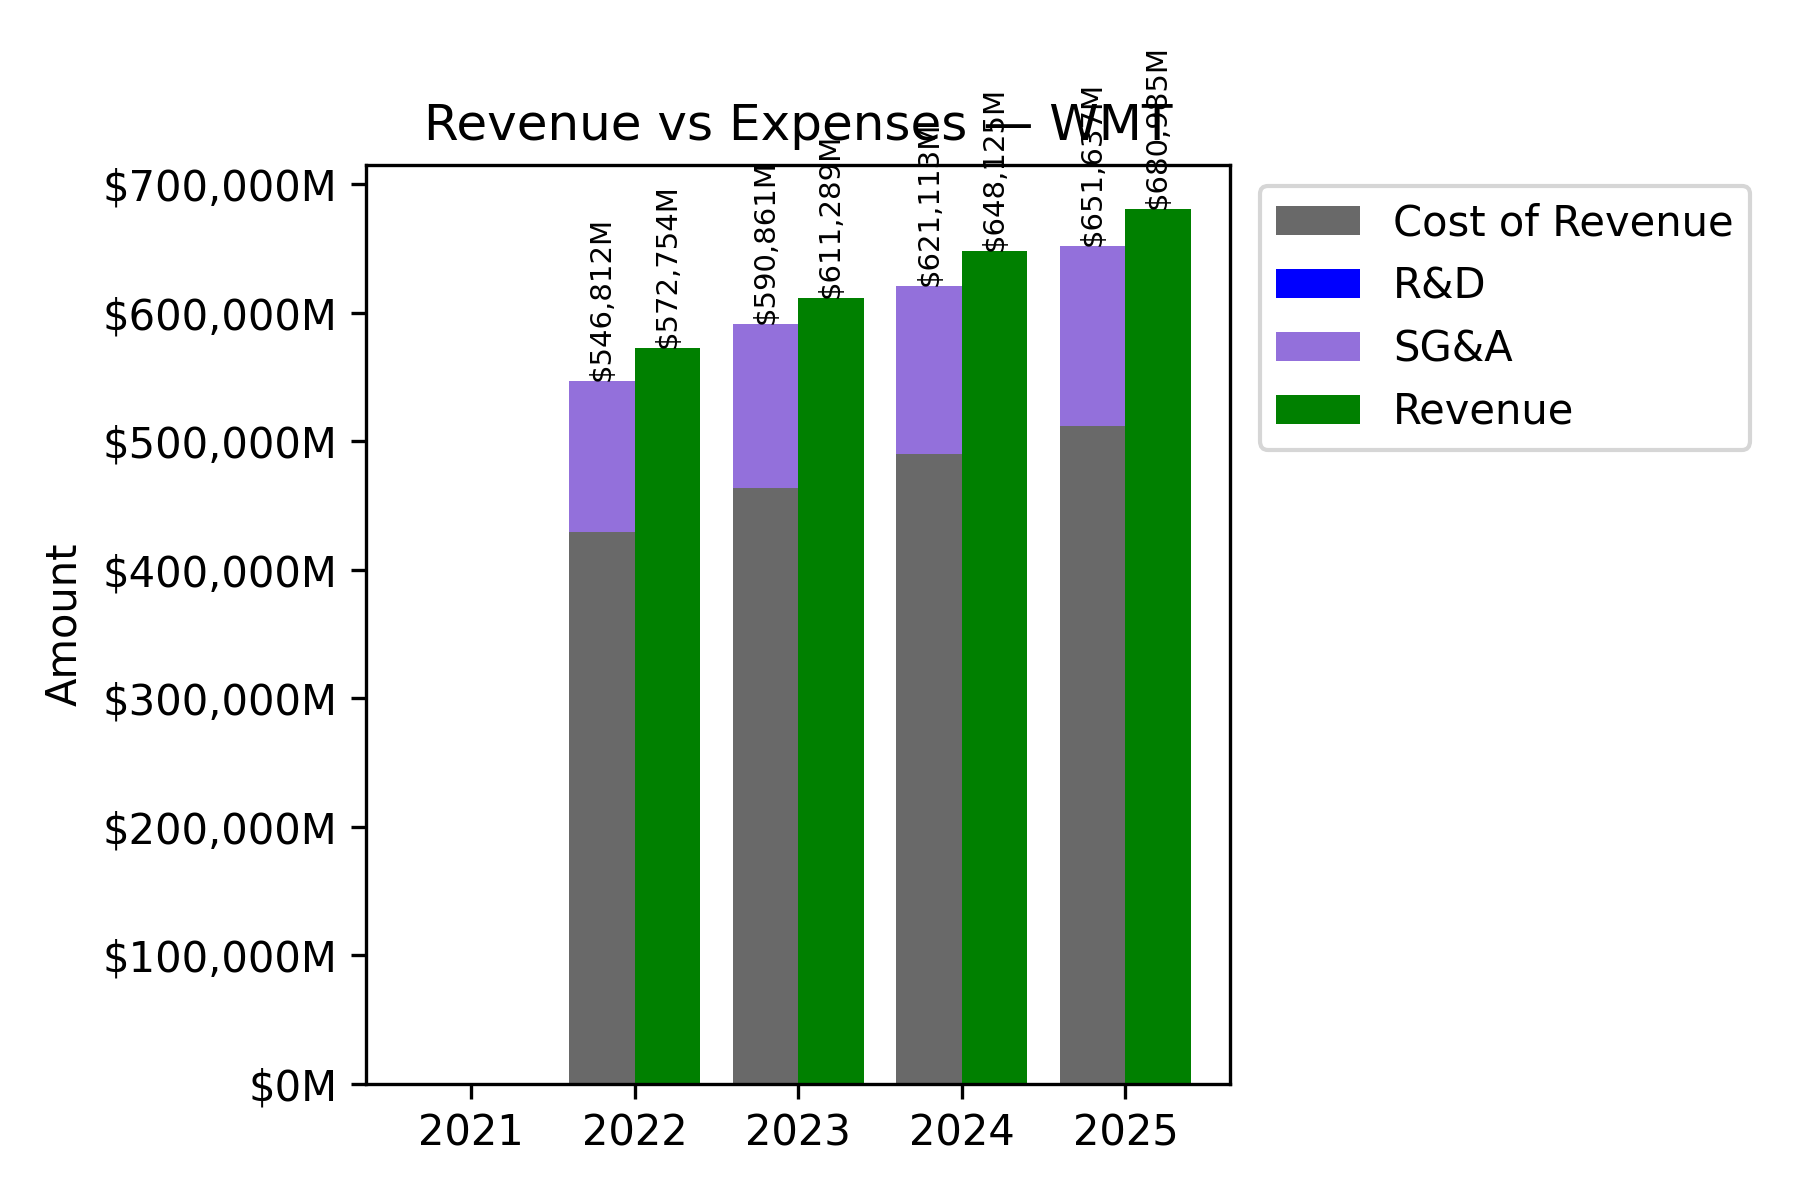 Revenue vs Expenses — WMT
$700,000M
$600,000M
$500,000M
$400,000M
$300,000M
$200,000M
$100,000M
$0M
Amount
$546,812M
$572,754M
$590,861M
$611,289M
$621,113M
$648,125M
$651,637M
$680,985M
2021
2022
2023
2024
2025
Cost of Revenue
R&D
SG&A
Revenue